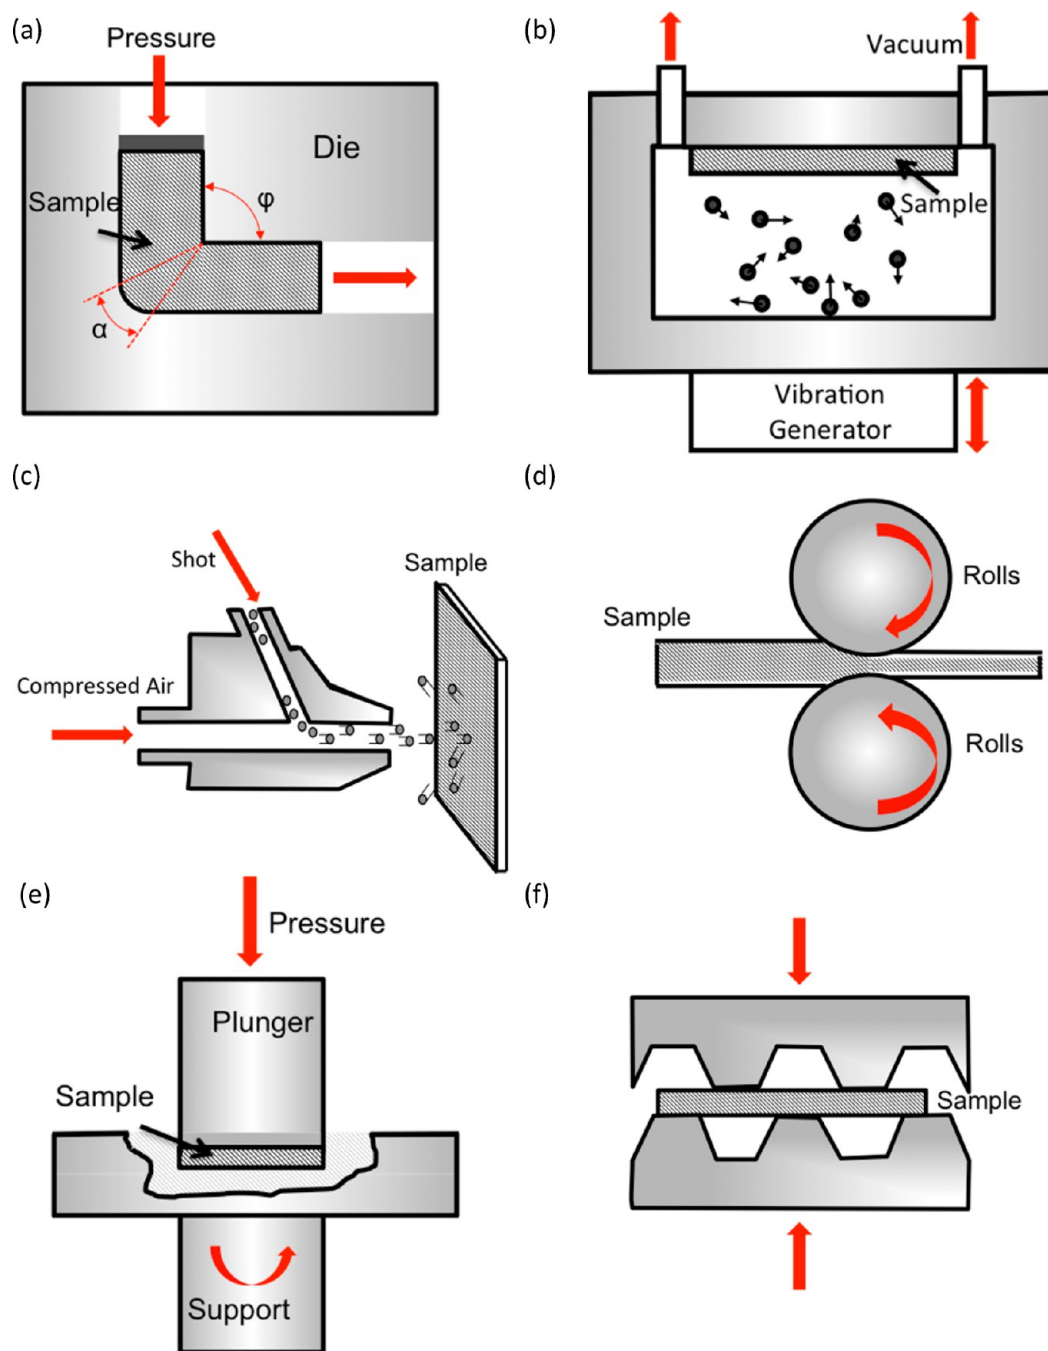 (a)
Pressure
Die
Sample
φ
α
(b)
Vacuum
Sample
Vibration
Generator
(c)
Shot
Sample
Compressed Air
(d)
Rolls
Sample
Rolls
(e)
Pressure
Plunger
Sample
Support
(f)
Sample